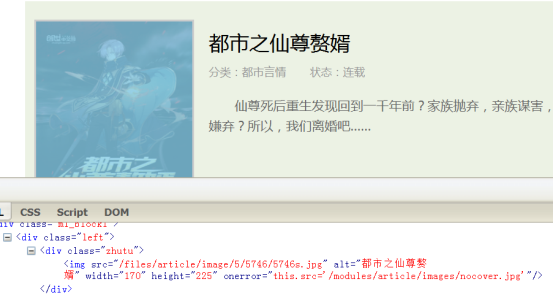 都市之仙尊赘婿
分类：都市言情 状态：连载
仙尊死后重生发现回到一千年前？家族抛弃，亲族谋害，
嫌弃？所以，我们离婚吧......
都市之
仙尊赘婿
CSS Script DOM
<div class="left">
<div class="zhutu">
<img src="/files/article/image/5/5746/5746s.jpg" alt="都市之仙尊赘
婿" width="170" height="225" onerror="this.src='/modules/article/images/nocover.jpg'"/>
</div>